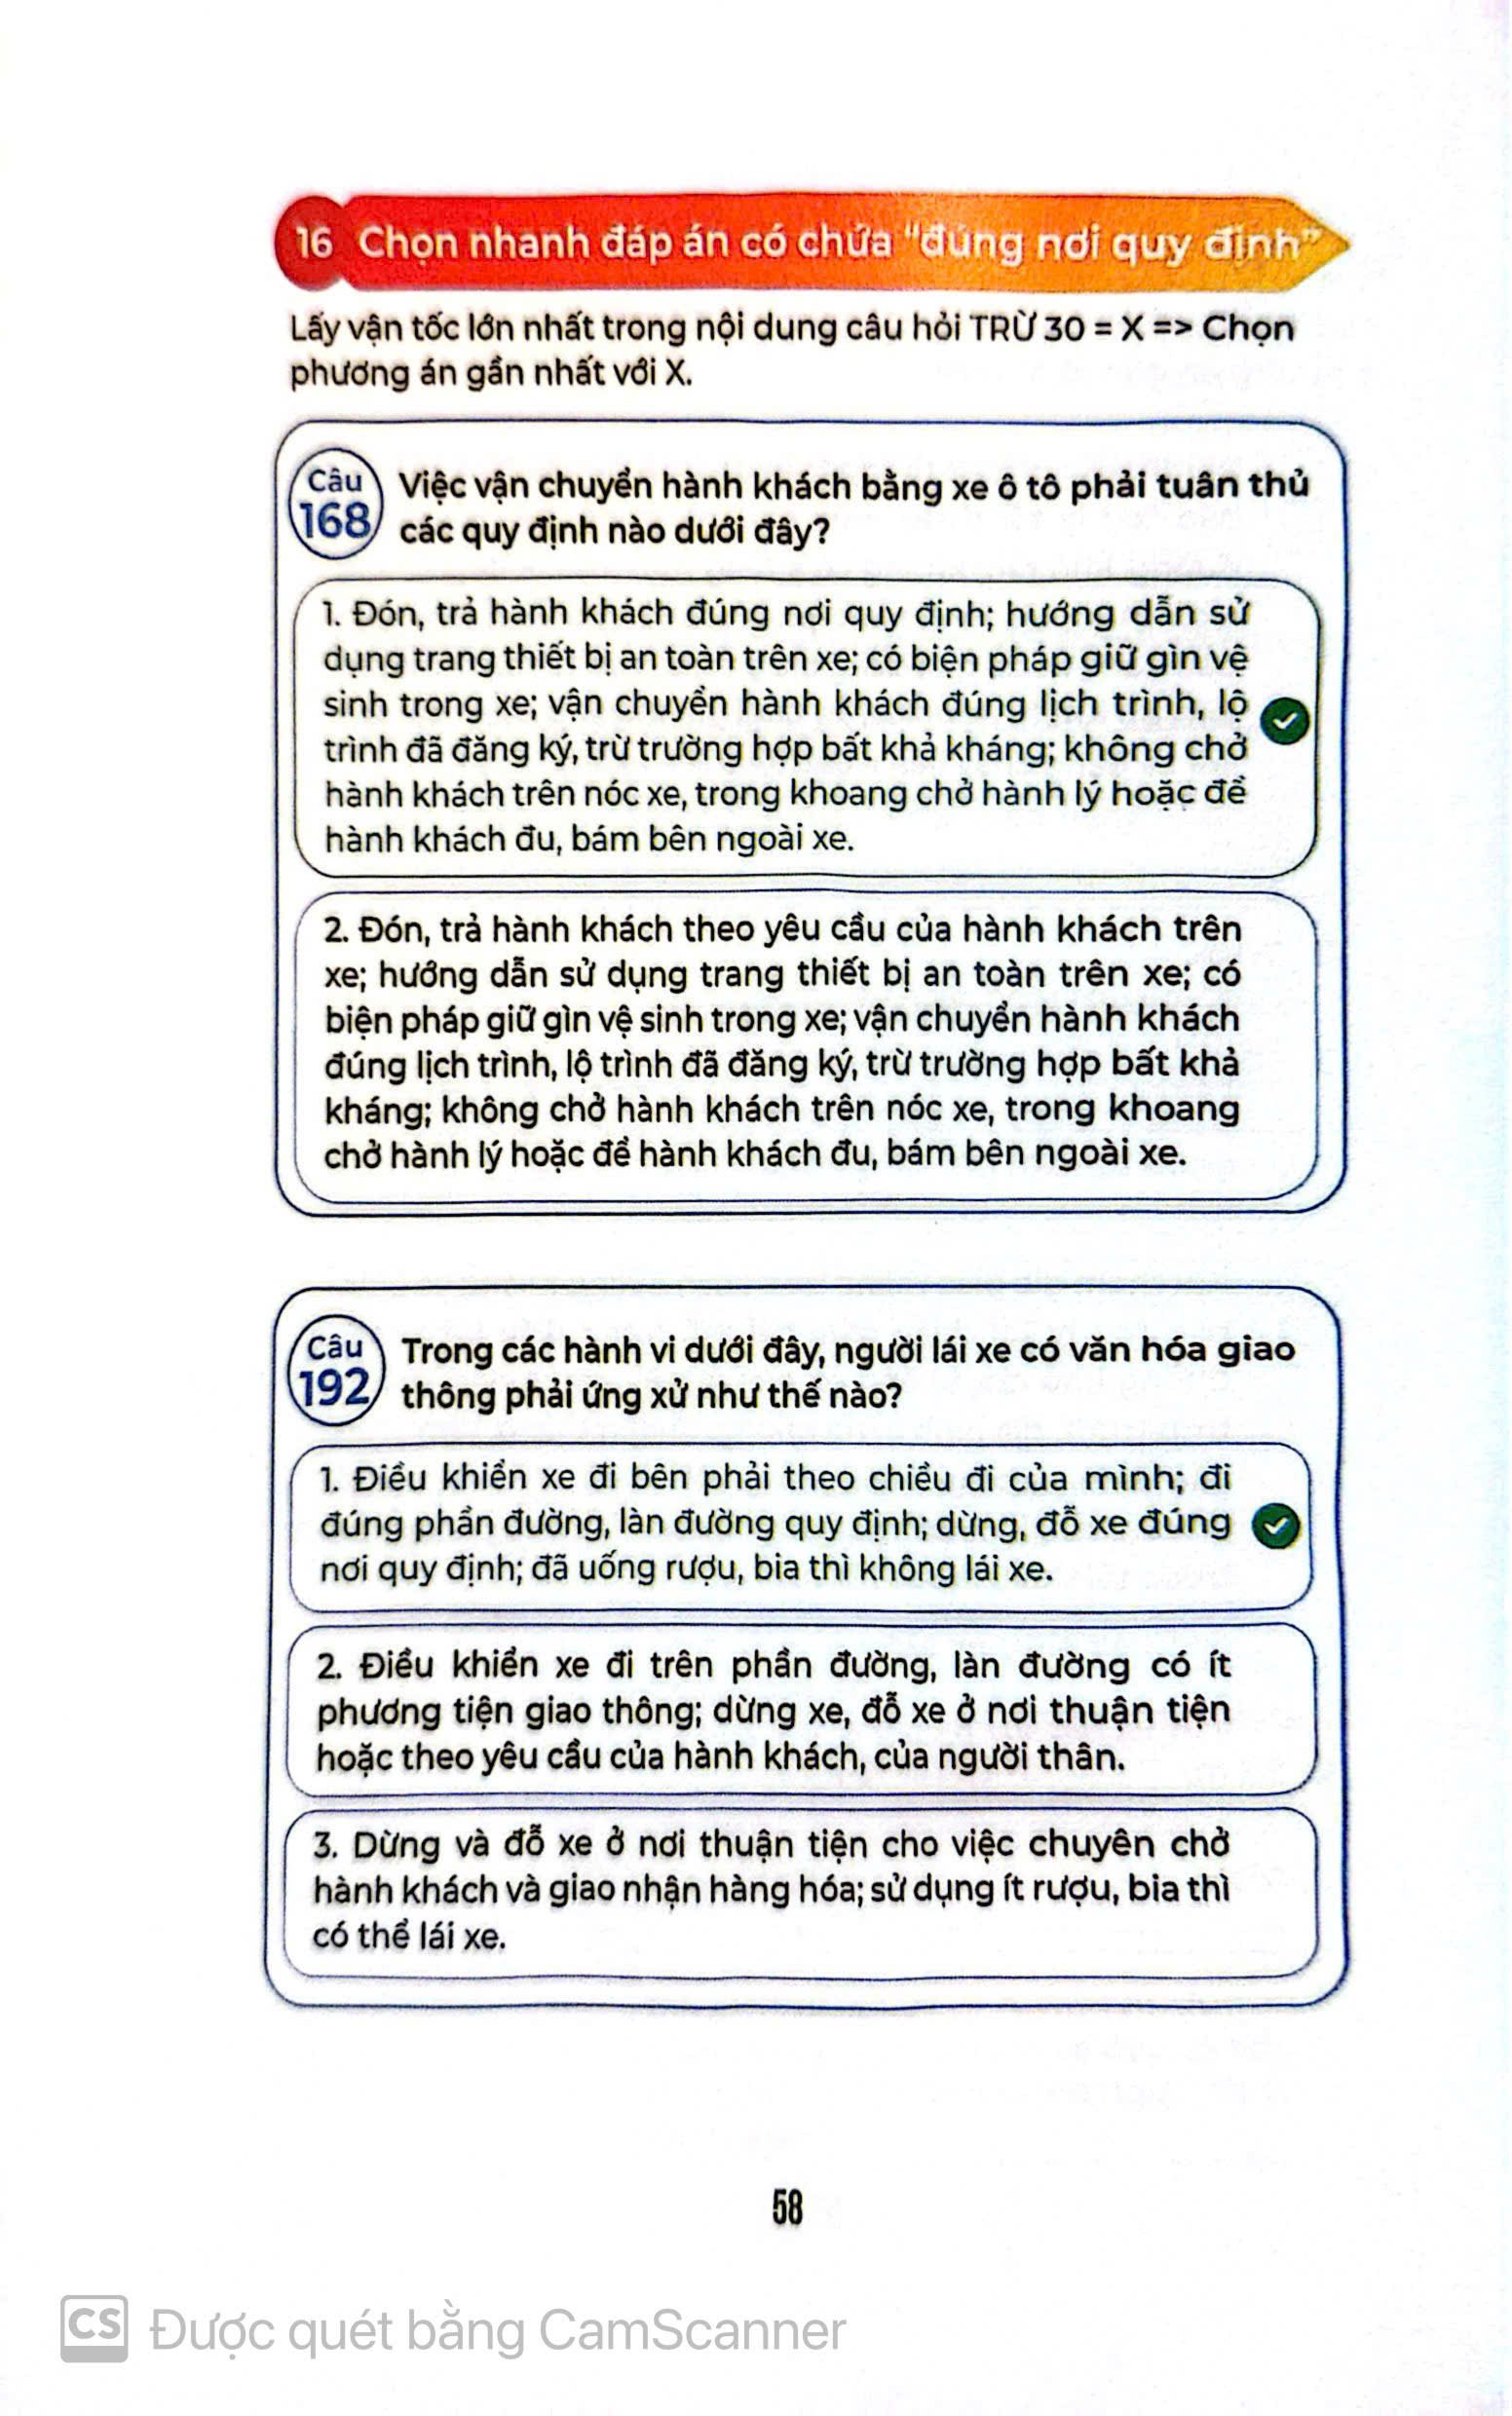 16 Chọn nhanh đáp án có chứa "đúng nơi quy định"
Lấy vận tốc lớn nhất trong nội dung câu hỏi TRỪ 30 = X => Chọn
phương án gần nhất với X.
Câu
168
Việc vận chuyển hành khách bằng xe ô tô phải tuân thủ
các quy định nào dưới đây?
1. Đón, trả hành khách đúng nơi quy định; hướng dẫn sử
dụng trang thiết bị an toàn trên xe; có biện pháp giữ gìn vệ
sinh trong xe; vận chuyển hành khách đúng lịch trình, lộ
trình đã đăng ký, trừ trường hợp bất khả kháng; không chở
hành khách trên nóc xe, trong khoang chở hành lý hoặc để
hành khách đu, bám bên ngoài xe.
2. Đón, trả hành khách theo yêu cầu của hành khách trên
xe; hướng dẫn sử dụng trang thiết bị an toàn trên xe; có
biện pháp giữ gìn vệ sinh trong xe; vận chuyển hành khách
đúng lịch trình, lộ trình đã đăng ký, trừ trường hợp bất khả
kháng; không chở hành khách trên nóc xe, trong khoang
chở hành lý hoặc để hành khách đu, bám bên ngoài xe.
Câu
192
Trong các hành vi dưới đây, người lái xe có văn hóa giao
thông phải ứng xử như thế nào?
1. Điều khiển xe đi bên phải theo chiều đi của mình; đi
đúng phần đường, làn đường quy định; dừng, đỗ xe đúng
nơi quy định; đã uống rượu, bia thì không lái xe.
2. Điều khiển xe đi trên phần đường, làn đường có ít
phương tiện giao thông; dừng xe, đỗ xe ở nơi thuận tiện
hoặc theo yêu cầu của hành khách, của người thân.
3. Dừng và đỗ xe ở nơi thuận tiện cho việc chuyên chở
hành khách và giao nhận hàng hóa; sử dụng ít rượu, bia thì
có thể lái xe.
58
CS Được quét bằng CamScanner